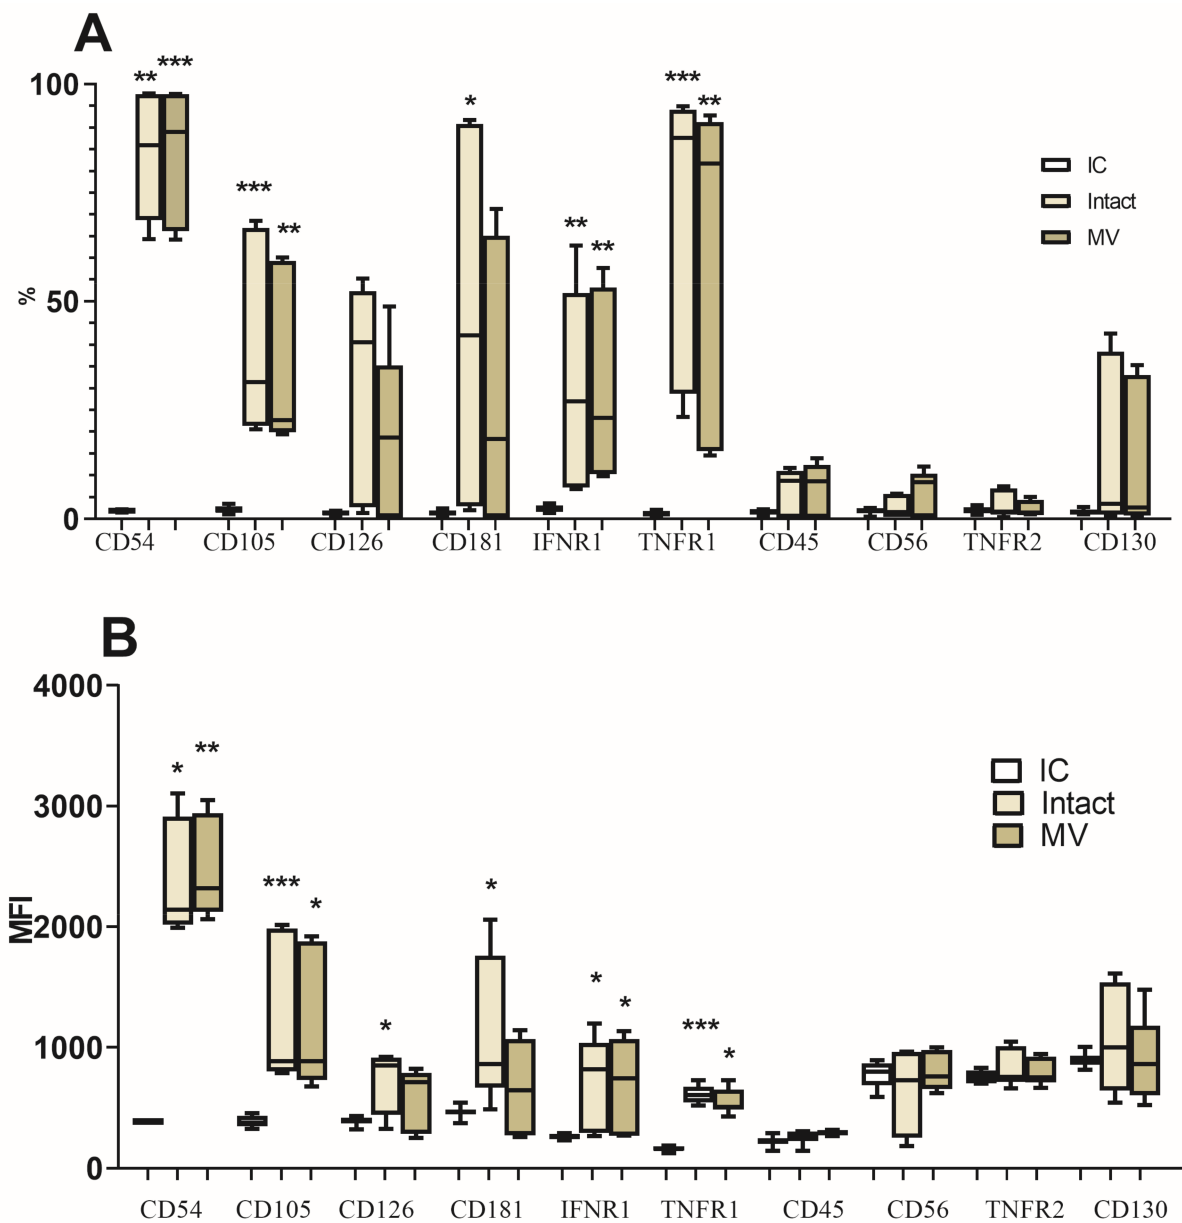 A
** *** *** ** * ** ** *** **
100
50
0
%
IC
Intact
MV
CD54 CD105 CD126 CD181 IFNR1 TNFR1 CD45 CD56 TNFR2 CD130
B
* ** *** * * * * * *** *
4000
3000
2000
1000
0
MFI
IC
Intact
MV
CD54 CD105 CD126 CD181 IFNR1 TNFR1 CD45 CD56 TNFR2 CD130